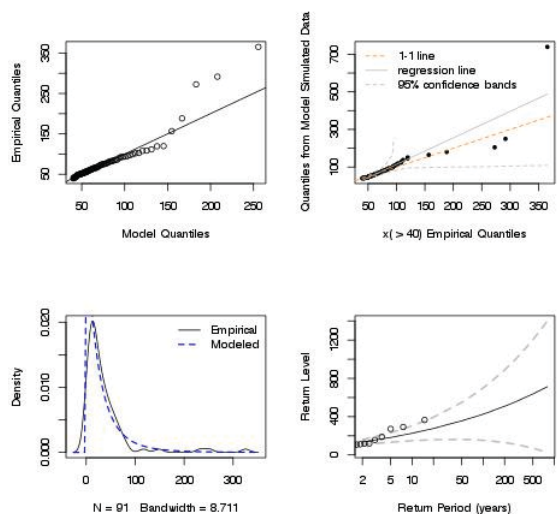 Empirical Quantiles
50
150
250
350
50
100
150
200
250
Model Quantiles
Quantiles from Model Simulated Data
100
300
500
700
1-1 line
regression line
95% confidence bands
50
100
150
200
250
300
350
x( > 40) Empirical Quantiles
Density
0.000
0.010
0.020
Empirical
Modeled
0
100
200
300
N = 91 Bandwidth = 8.711
Return Level
0
400
800
1200
2
5
10
50
200
500
Return Period (years)